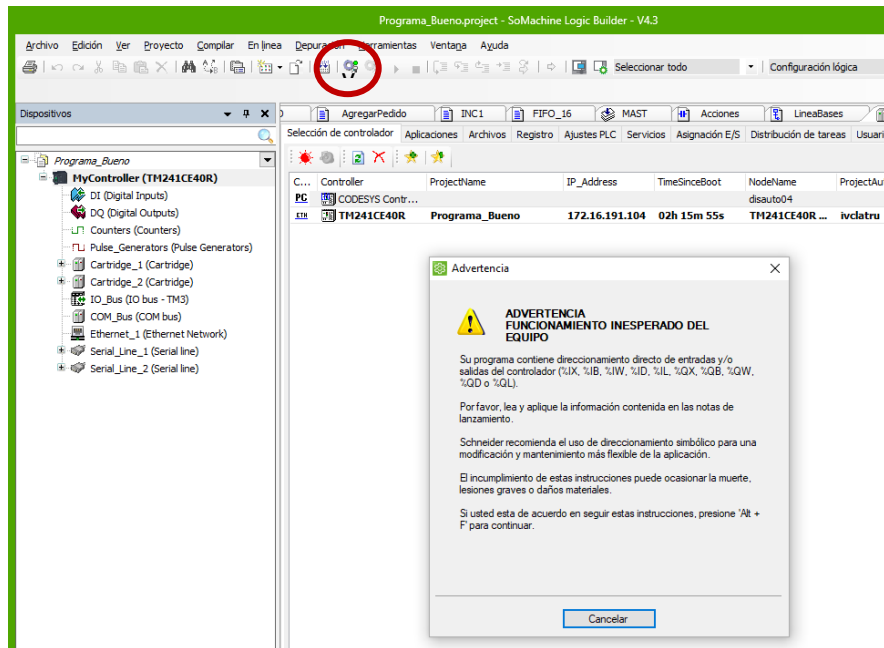 Programa_Bueno.project - SoMachine Logic Builder - V4.3
Archivo Edición Ver Proyecto Compilar En línea Depuración Herramientas Ventana Ayuda
Seleccionar todo Configuración lógica
Dispositivos
AgregarPedido INC1 FIFO_16 MAST Acciones LineaBases
Selección de controlador Aplicaciones Archivos Registro Ajustes PLC Servicios Asignación E/S Distribución de tareas Usuari
Programa_Bueno
MyController (TM241CE40R)
DI (Digital Inputs)
DQ (Digital Outputs)
Counters (Counters)
Pulse_Generators (Pulse Generators)
Cartridge_1 (Cartridge)
Cartridge_2 (Cartridge)
IO_Bus (IO bus - TM3)
COM_Bus (COM bus)
Ethernet_1 (Ethernet Network)
Serial_Line_1 (Serial line)
Serial_Line_2 (Serial line)
C... Controller ProjectName IP_Address TimeSinceBoot NodeName ProjectAu
PC CODESYS Contr... disauto04
ETH TM241CE40R Programa_Bueno 172.16.191.104 02h 15m 55s TM241CE40R ... ivclatru
Advertencia
ADVERTENCIA
FUNCIONAMIENTO INESPERADO DEL
EQUIPO
Su programa contiene direccionamiento directo de entradas y/o
salidas del controlador (%IX, %IB, %IW, %ID, %IL, %QX, %QB, %QW,
%QD o %QL).
Por favor, lea y aplique la información contenida en las notas de
lanzamiento.
Schneider recomienda el uso de direccionamiento simbólico para una
modificación y mantenimiento más flexible de la aplicación.
El incumplimiento de estas instrucciones puede ocasionar la muerte,
lesiones graves o daños materiales.
Si usted esta de acuerdo en seguir estas instrucciones, presione 'Alt +
F' para continuar.
Cancelar